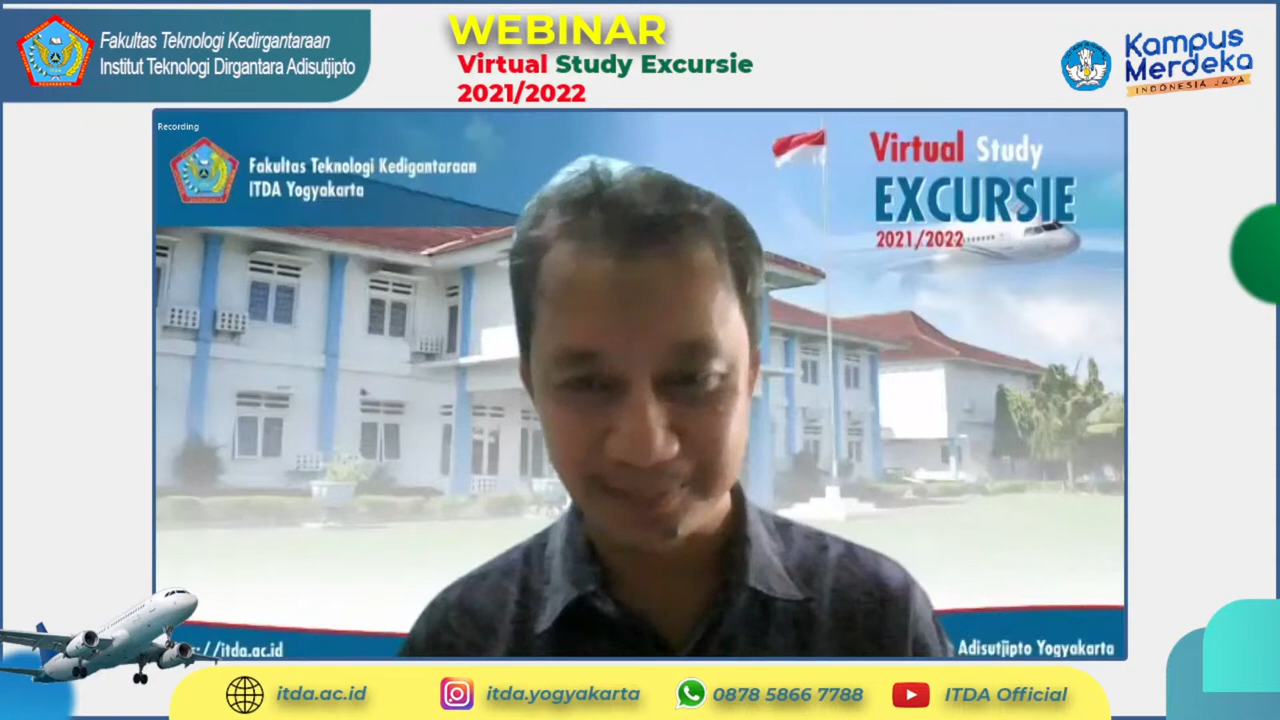 Fakultas Teknologi Kedirgantaraan
Institut Teknologi Dirgantara Adisutjipto
WEBINAR
Virtual Study Excursie
2021/2022
Kampus
Merdeka
INDONESIA JAYA
Recording
Fakultas Teknologi Kedigantaraan
ITDA Yogyakarta
Virtual Study
EXCURSIE
2021/2022
://itda.ac.id
Adisutjipto Yogyakarta
itda.ac.id
itda.yogyakarta
0878 5866 7788
ITDA Official